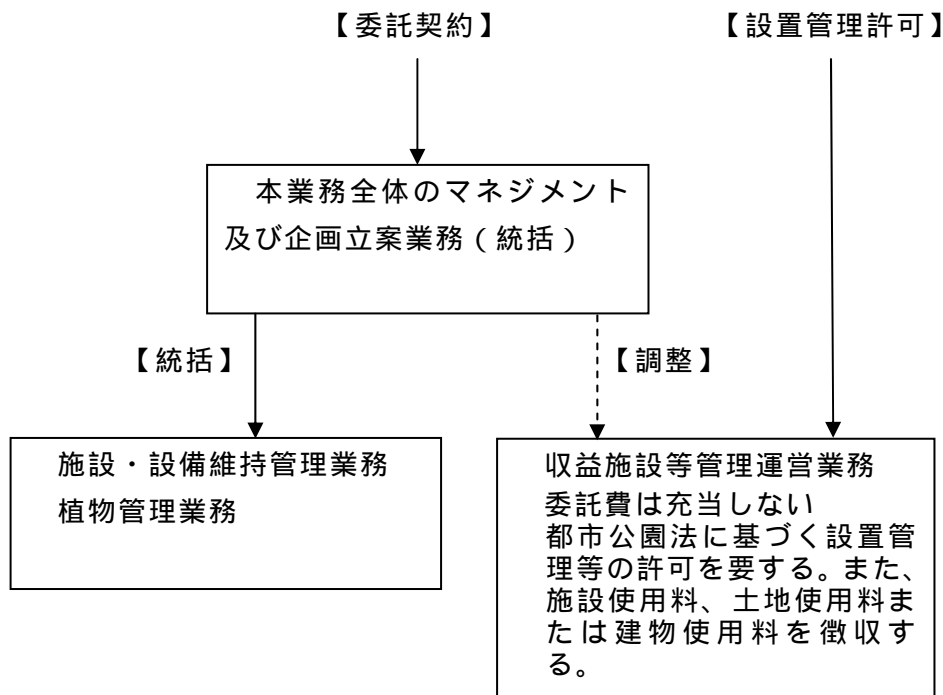 【委託契約】
【設置管理許可】
本業務全体のマネジメント
及び企画立案業務（統括）
【統括】
【調整】
施設・設備維持管理業務
植物管理業務
収益施設等管理運営業務
委託費は充当しない
都市公園法に基づく設置管
理等の許可を要する。また、
施設使用料、土地使用料ま
たは建物使用料を徴収す
る。